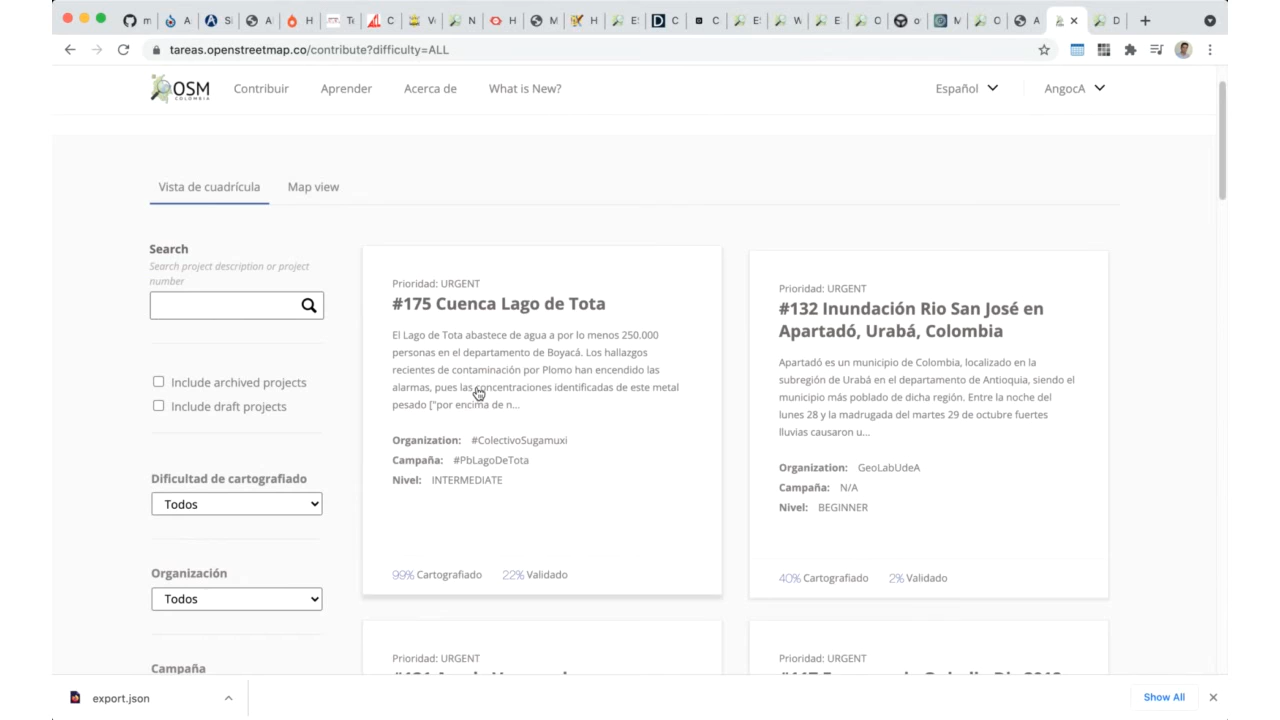 tareas.openstreetmap.co/contribute?difficulty=ALL
OSM
COLOMBIA
Contribuir
Aprender
Acerca de
What is New?
Español
AngocA
Vista de cuadrícula
Map view
Search
Search project description or project
number
Include archived projects
Include draft projects
Dificultad de cartografiado
Todos
Organización
Todos
Campaña
Prioridad: URGENT
#175 Cuenca Lago de Tota
El Lago de Tota abastece de agua a por lo menos 250.000
personas en el departamento de Boyacá. Los hallazgos
recientes de contaminación por Plomo han encendido las
alarmas, pues las concentraciones identificadas de este metal
pesado ["por encima de n...
Organization: #ColectivoSugamuxi
Campaña: #PbLagoDeTota
Nivel: INTERMEDIATE
99% Cartografiado 22% Validado
Prioridad: URGENT
#132 Inundación Rio San José en
Apartadó, Urabá, Colombia
Apartadó es un municipio de Colombia, localizado en la
subregión de Urabá en el departamento de Antioquia, siendo el
municipio más poblado de dicha región. Entre la noche del
lunes 28 y la madrugada del martes 29 de octubre fuertes
lluvias causaron u...
Organization: GeoLabUdeA
Campaña: N/A
Nivel: BEGINNER
40% Cartografiado 2% Validado
Prioridad: URGENT
Prioridad: URGENT
export.json
Show All